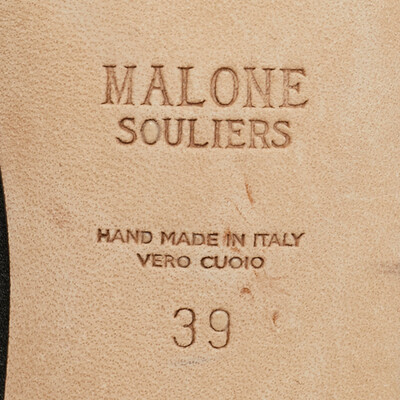 MALONE
SOULIERS
HAND MADE IN ITALY
VERO CUOIO
39